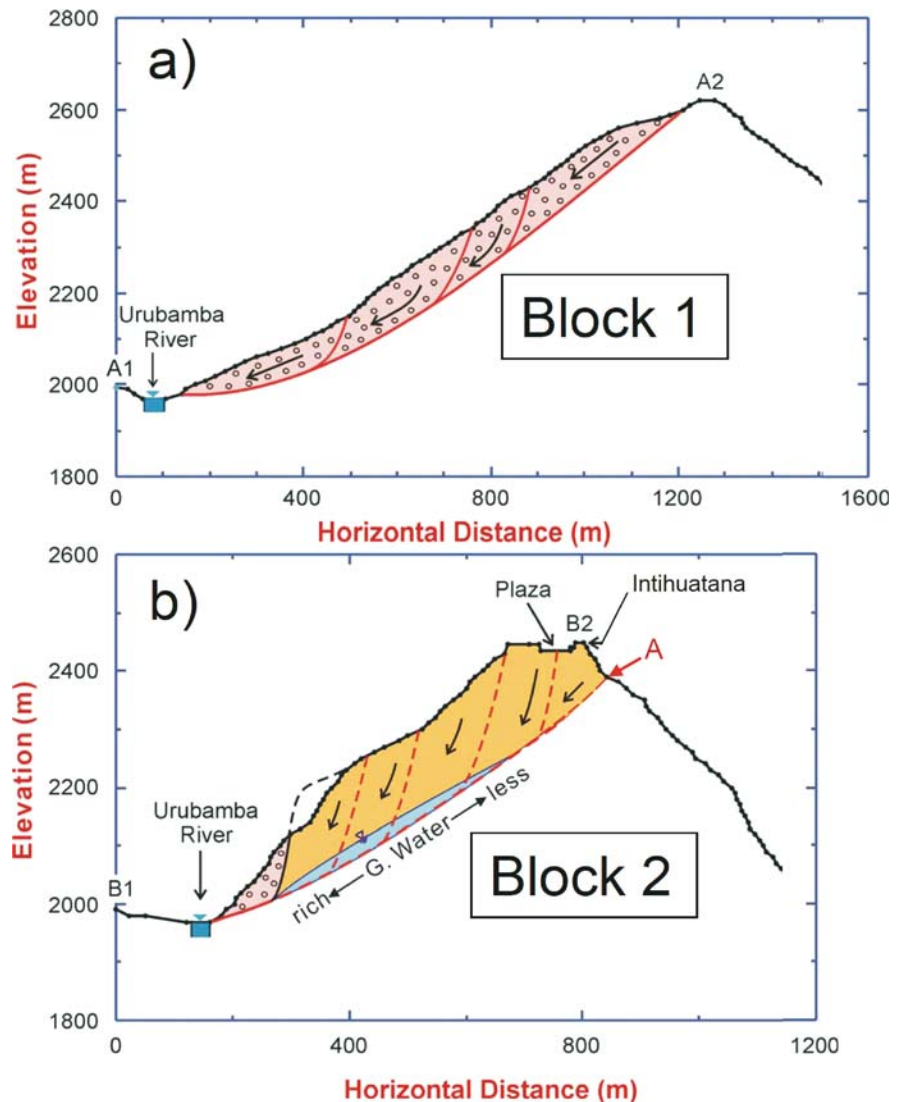 a)
Elevation (m)
2800
2600
2400
2200
2000
1800
A2
Urubamba
River
A1
Block 1
0
400
800
1200
1600
Horizontal Distance (m)
b)
Elevation (m)
2600
2400
2200
2000
1800
Plaza
B2
Intihuatana
A
Urubamba
River
B1
rich G. Water less
Block 2
0
400
800
1200
Horizontal Distance (m)